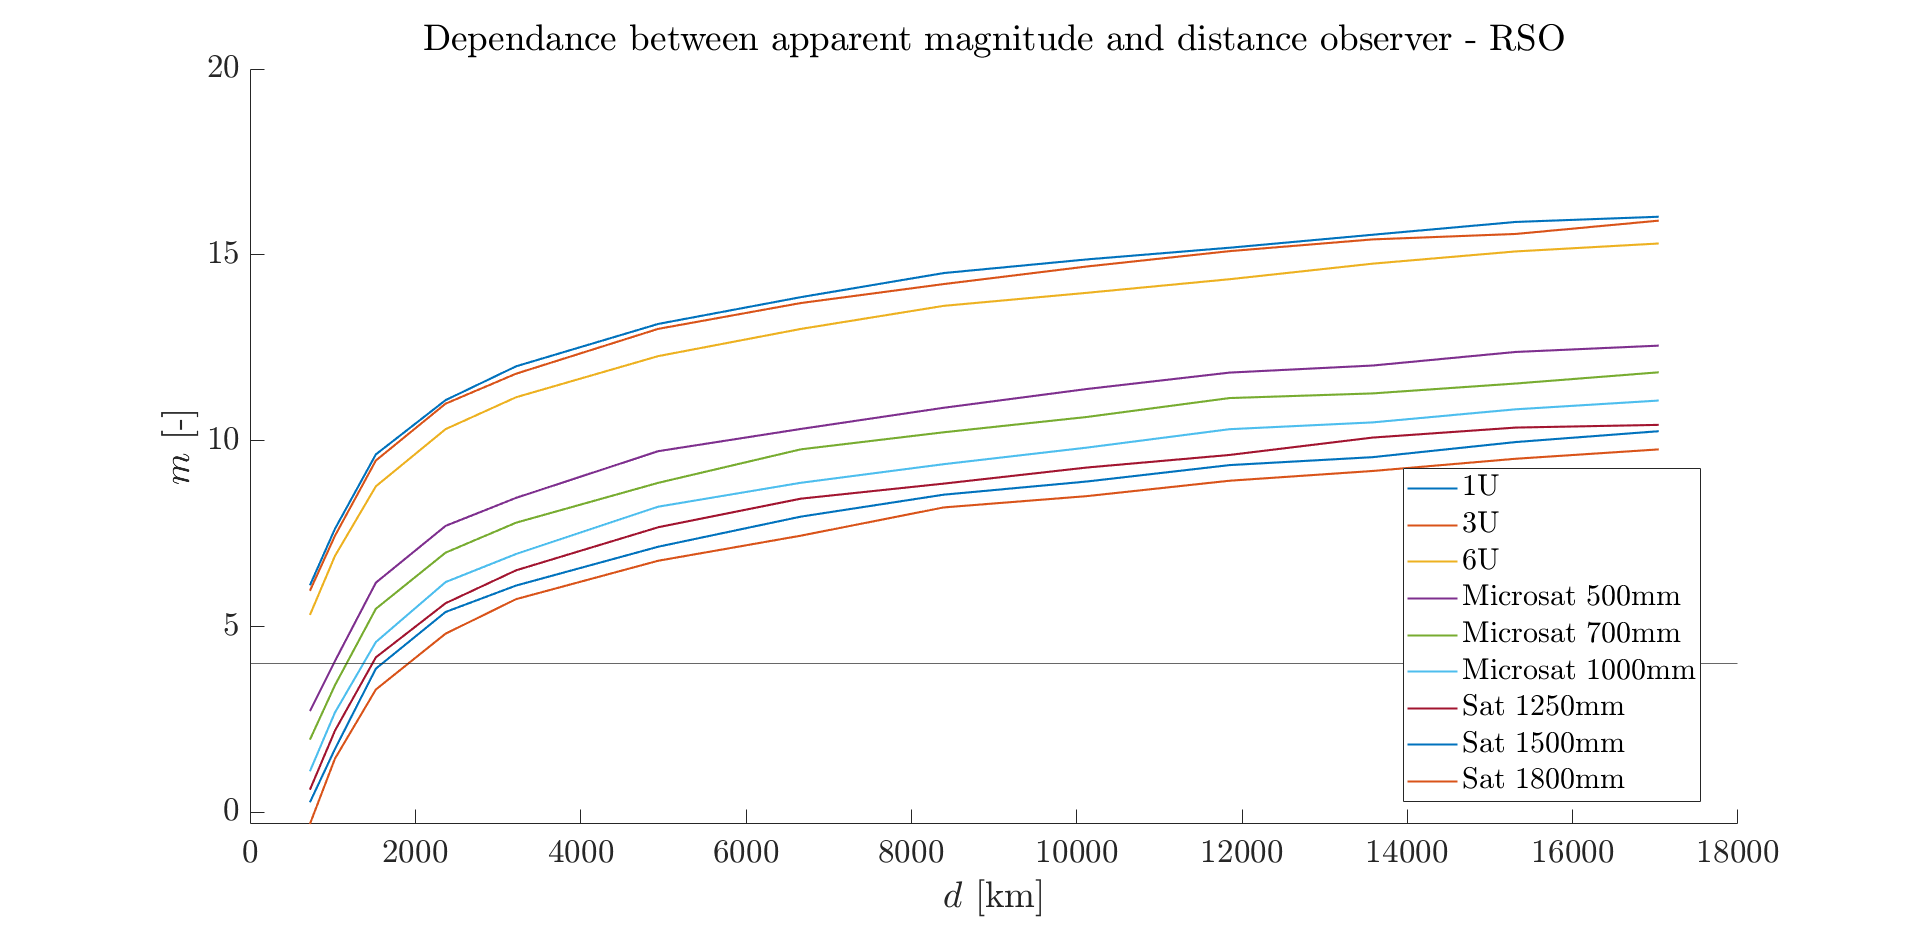 Dependance between apparent magnitude and distance observer - RSO
20
15
10
5
0
m [-]
0 2000 4000 6000 8000 10000 12000 14000 16000 18000
d [km]
1U
3U
6U
Microsat 500mm
Microsat 700mm
Microsat 1000mm
Sat 1250mm
Sat 1500mm
Sat 1800mm